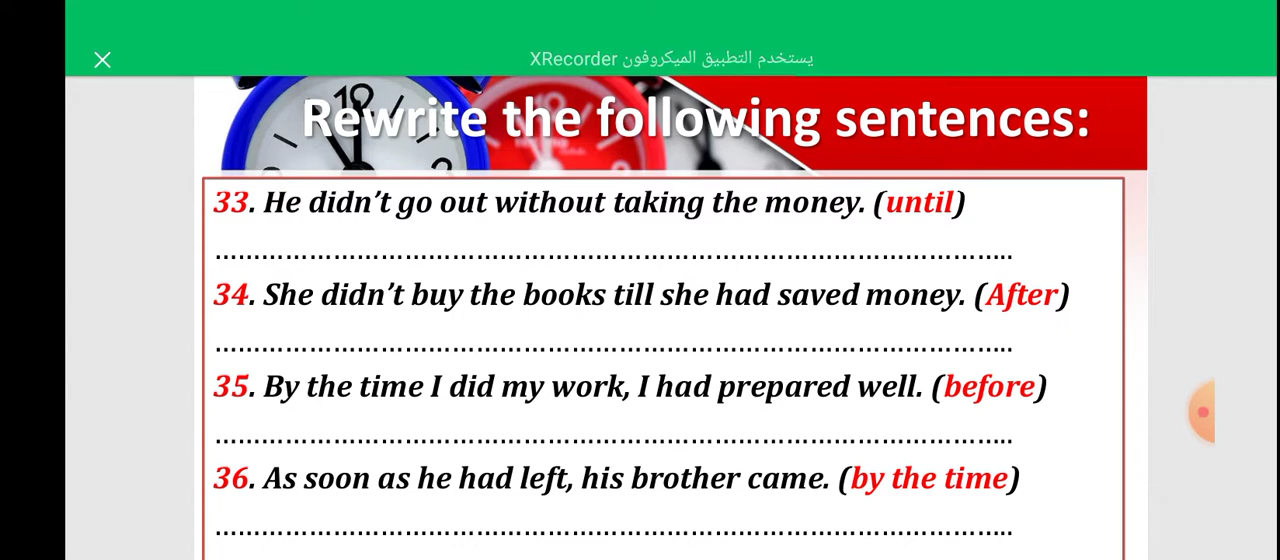 يستخدم التطبيق الميكروفون XRecorder
Rewrite the following sentences:
33. He didn't go out without taking the money. (until)
………………………………………………………………………………………..
34. She didn't buy the books till she had saved money. (After)
………………………………………………………………………………………..
35. By the time I did my work, I had prepared well. (before)
………………………………………………………………………………………..
36. As soon as he had left, his brother came. (by the time)
………………………………………………………………………………………..